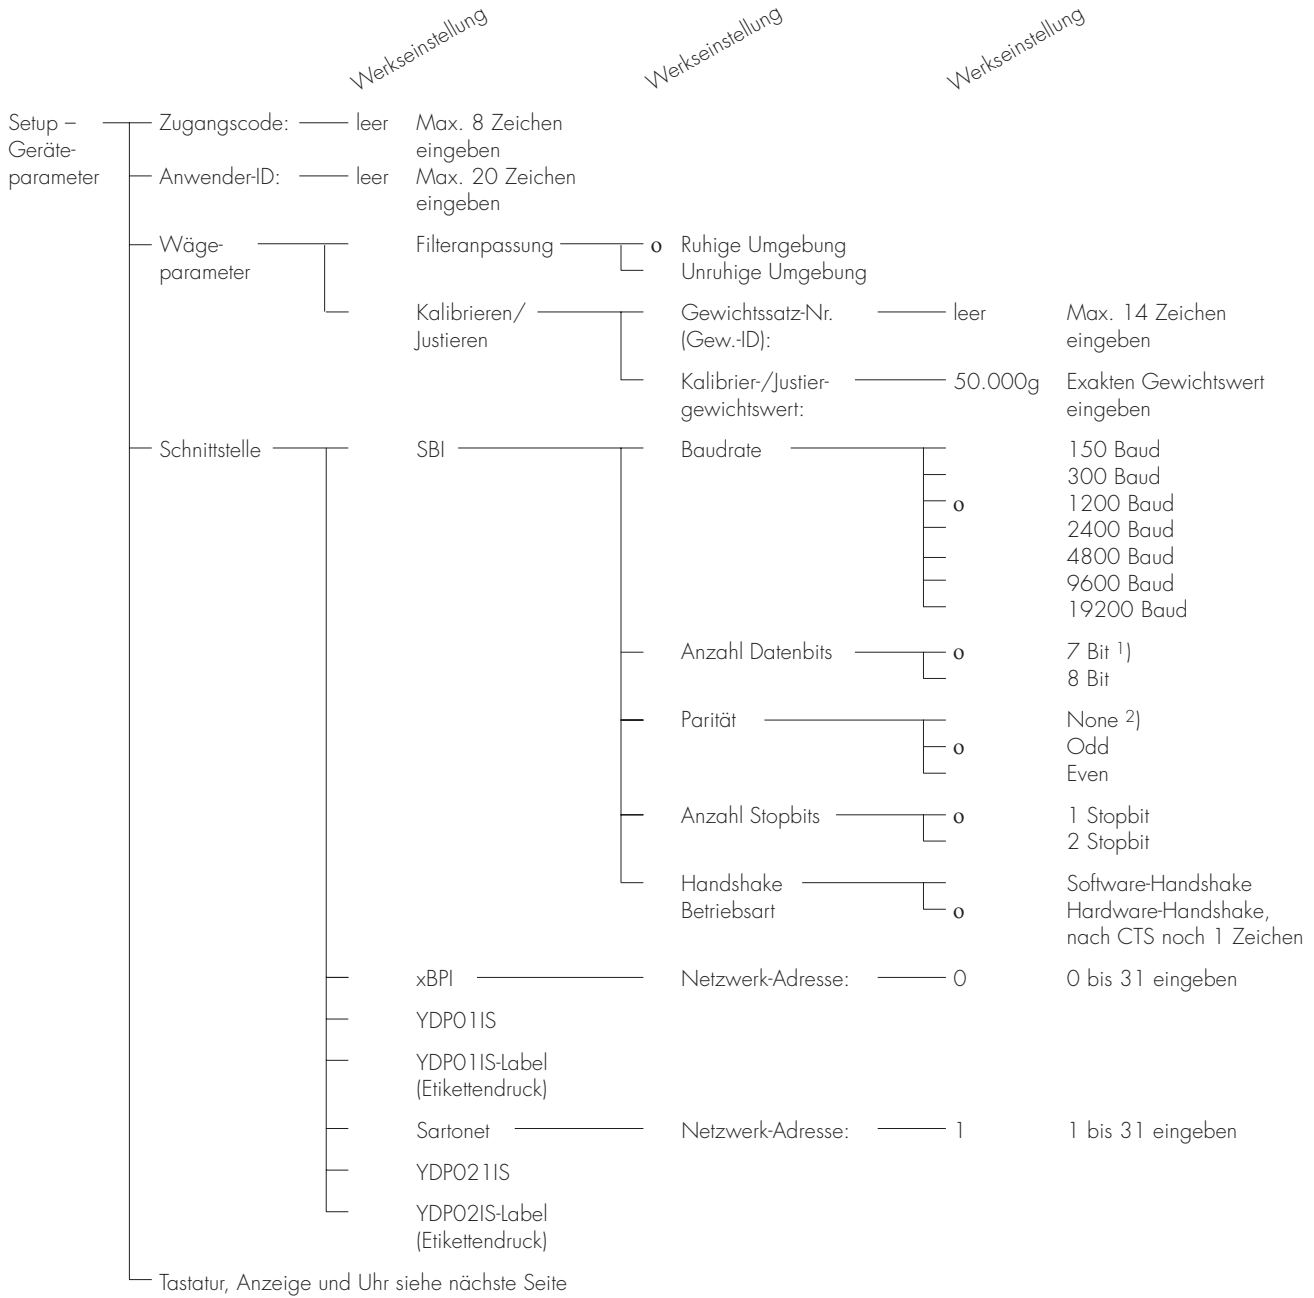 Werkseinstellung Werkseinstellung Werkseinstellung
Setup – Zugangscode: leer Max. 8 Zeichen
Geräte- eingeben
parameter Anwender-ID: leer Max. 20 Zeichen
eingeben
Wäge- Filteranpassung o Ruhige Umgebung
parameter Unruhige Umgebung
Kalibrieren/ Gewichtssatz-Nr. leer Max. 14 Zeichen
Justieren (Gew.-ID): eingeben
Kalibrier-/Justier- 50.000g Exakten Gewichtswert
gewichtswert: eingeben
Schnittstelle SBI Baudrate 150 Baud
300 Baud
o 1200 Baud
2400 Baud
4800 Baud
9600 Baud
19200 Baud
Anzahl Datenbits o 7 Bit 1)
8 Bit
Parität None 2)
o Odd
Even
Anzahl Stopbits o 1 Stopbit
2 Stopbit
Handshake Software-Handshake
Betriebsart o Hardware-Handshake,
nach CTS noch 1 Zeichen
xBPI Netzwerk-Adresse: 0 0 bis 31 eingeben
YDP01IS
YDP01IS-Label
(Etikettendruck)
Sartonet Netzwerk-Adresse: 1 1 bis 31 eingeben
YDP021IS
YDP02IS-Label
(Etikettendruck)
Tastatur, Anzeige und Uhr siehe nächste Seite